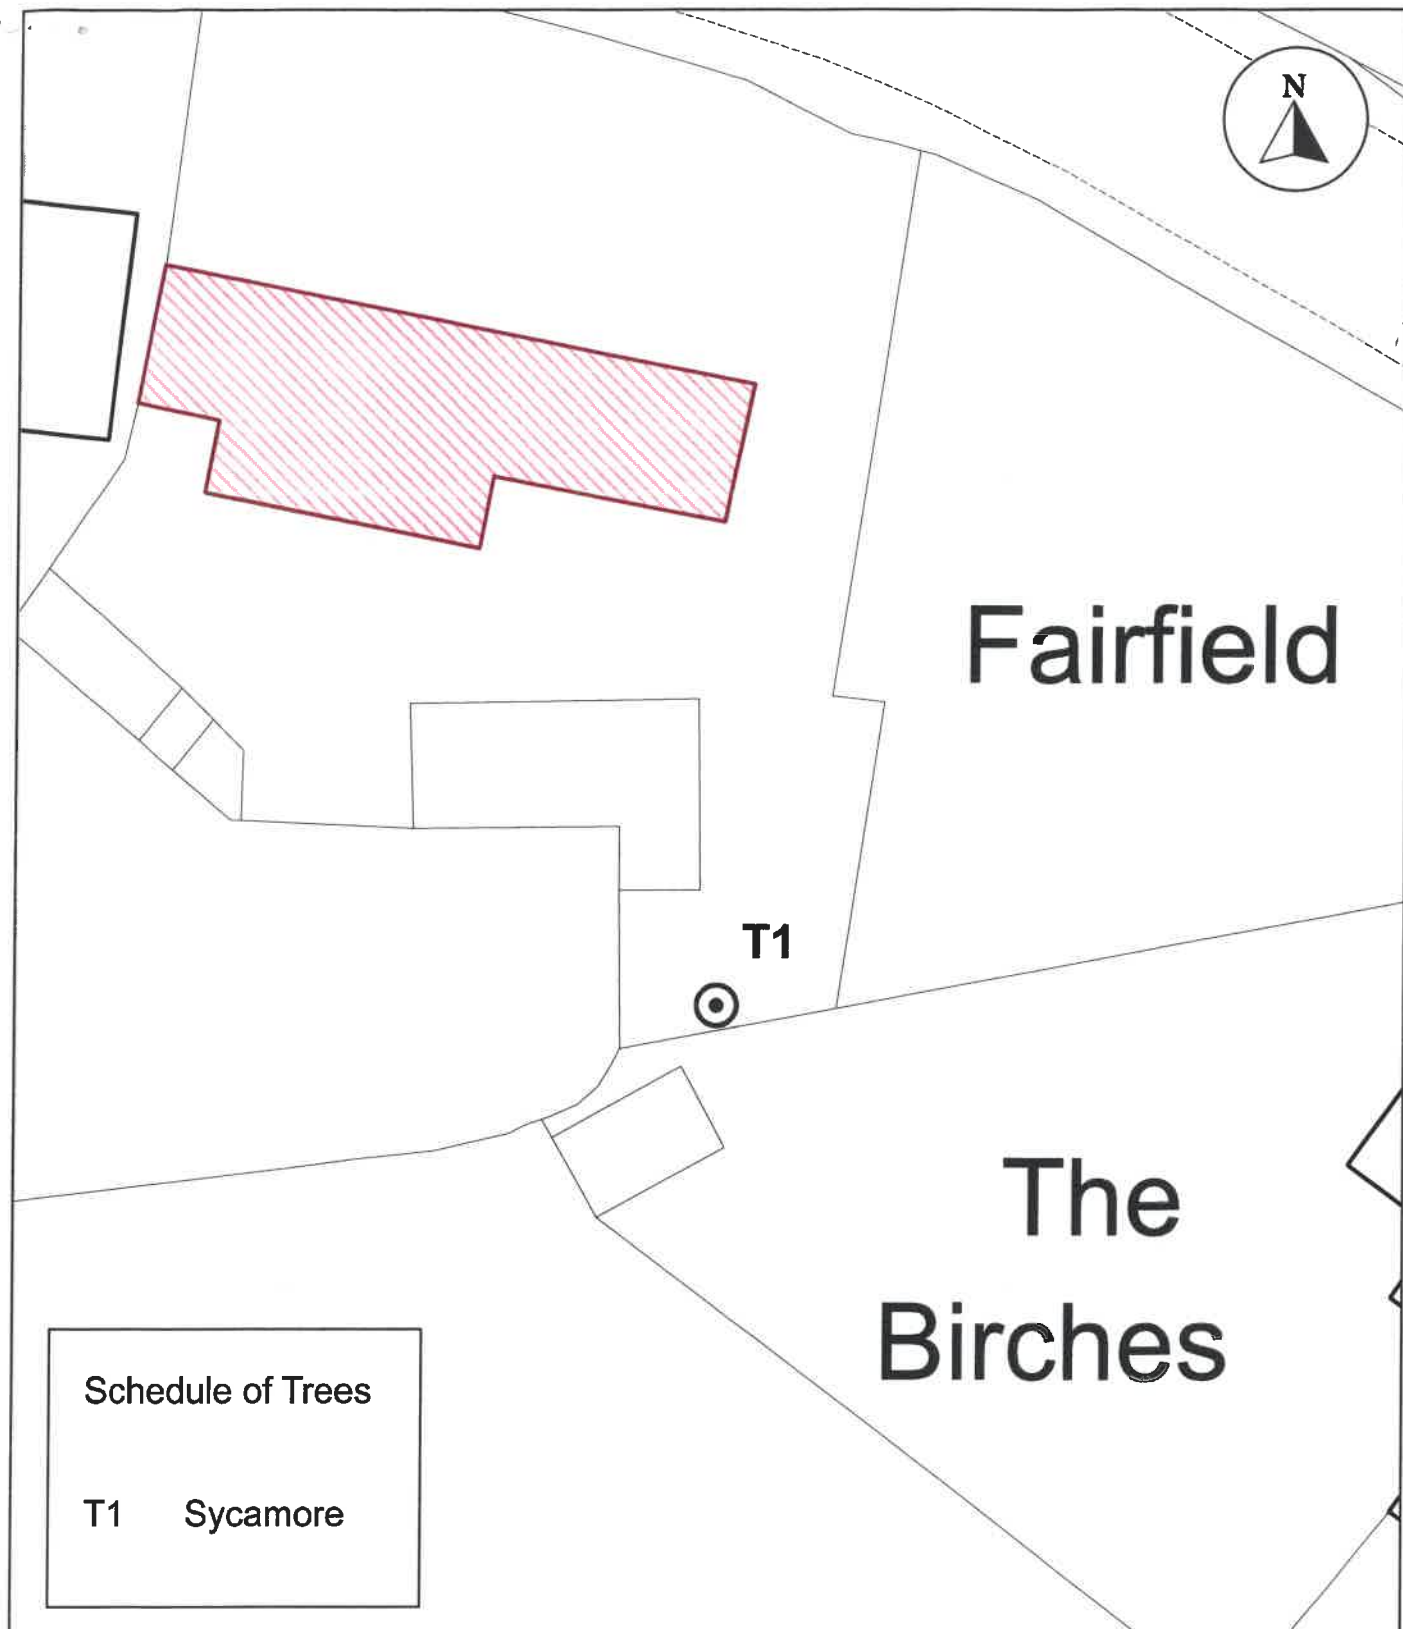 N
Fairfield
T1
The
Birches
Schedule of Trees
T1 Sycamore